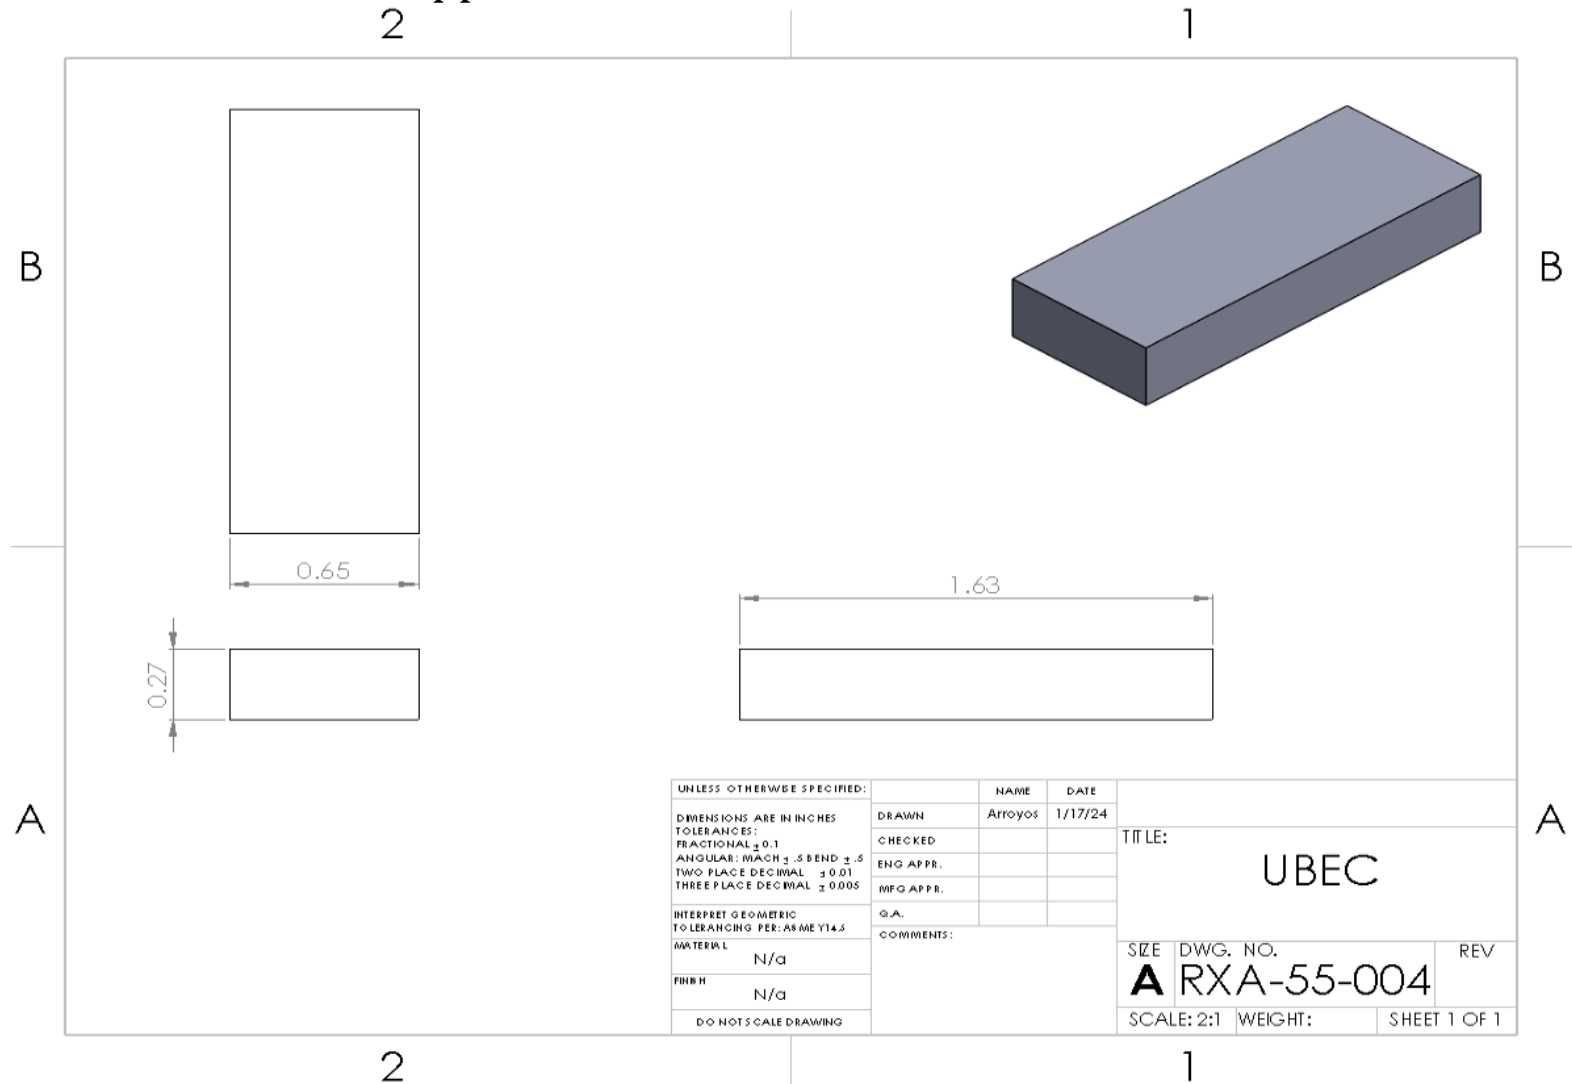 2 1
B B
0.65
1.63
0.27
A A
UNLESS OTHERWISE SPECIFIED:
DIMENSIONS ARE IN INCHES
TOLERANCES:
FRACTIONAL ± 0.1
ANGULAR: MACH ± .5 BEND ± .5
TWO PLACE DECIMAL ± 0.01
THREE PLACE DECIMAL ± 0.005
INTERPRET GEOMETRIC
TOLERANCING PER: ASME Y14.5
MATERIAL
N/a
FINISH
N/a
DO NOT SCALE DRAWING
NAME DATE
DRAWN Arroyos 1/17/24
CHECKED
ENG APPR.
MFG APPR.
Q.A.
COMMENTS:
TITLE:
UBEC
SIZE DWG. NO. REV
A RXA-55-004
SCALE: 2:1 WEIGHT: SHEET 1 OF 1
2 1